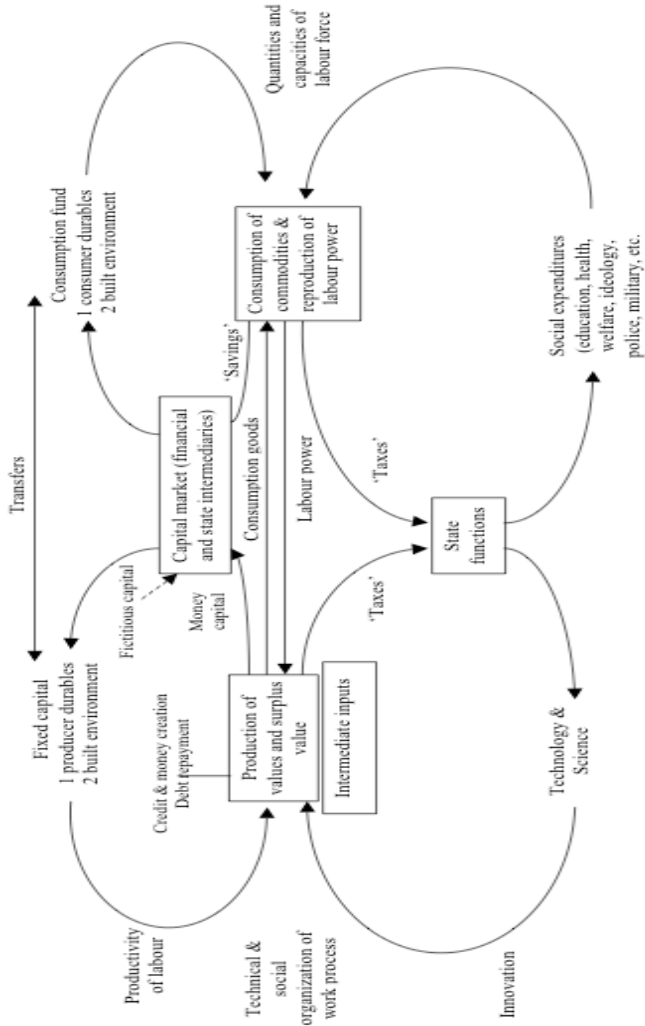 Transfers
Fixed capital
1 producer durables
2 built environment
Consumption fund
1 consumer durables
2 built environment
Productivity
of labour
Credit & money creation
Debt repayment
Fictitious capital
Capital market (financial
and state intermediaries)
Money
capital
'Savings'
Quantities and
capacities of
labour force
Technical &
social
organization of
work process
Production of
values and surplus
value
Intermediate inputs
Consumption goods
Labour power
Consumption of
commodities &
reproduction of
labour power
'Taxes'
'Taxes'
State
functions
Innovation
Technology &
Science
Social expenditures
(education, health,
welfare, ideology,
police, military, etc.